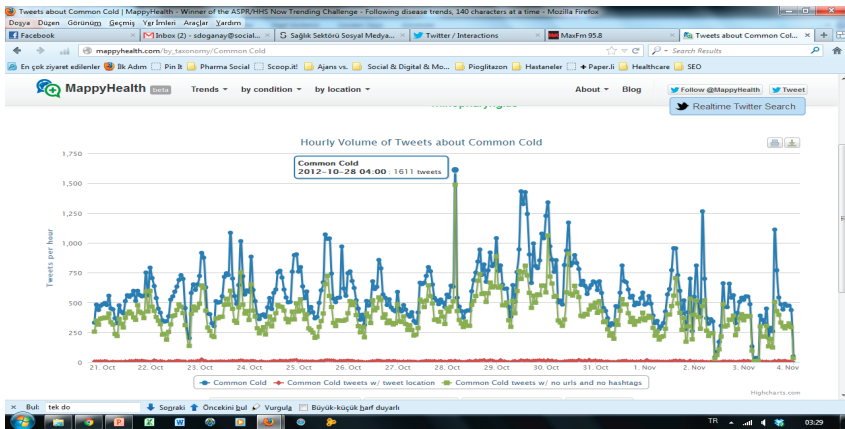 Tweets about Common Cold | MappyHealth - Winner of the ASPR/HHS Now Trending Challenge - Following disease trends, 140 characters at a time - Mozilla Firefox
Dosya Düzen Görünüm Geçmiş Yer İmleri Araçlar Yardım
Facebook
Inbox (2) - sdoganay@social...
Sağlık Sektörü Sosyal Medya...
Twitter / Interactions
MaxFm 95.8
Tweets about Common Col...
mappyhealth.com/by_taxonomy/Common Cold
Search Results
En çok ziyaret edilenler İlk Adım Pin It Pharma Social Scoop.it! Ajans vs. Social & Digital & Mo... Pioglitazon Hastaneler + Paper.li Healthcare SEO
MappyHealth beta Trends by condition by location About Blog Follow @MappyHealth Tweet
Realtime Twitter Search
Hourly Volume of Tweets about Common Cold
Common Cold
2012-10-28 04:00: 1611 tweets
Tweets per hour
1,750
1,500
1,250
1,000
750
500
250
0
21. Oct 22. Oct 23. Oct 24. Oct 25. Oct 26. Oct 27. Oct 28. Oct 29. Oct 30. Oct 31. Oct 1. Nov 2. Nov 3. Nov 4. Nov
Common Cold Common Cold tweets w/ tweet location Common Cold tweets w/ no urls and no hashtags
Highcharts.com
Bul: tek do Sonraki Öncekini bul Vurgula Büyük-küçük harf duyarlı
TR 03:29